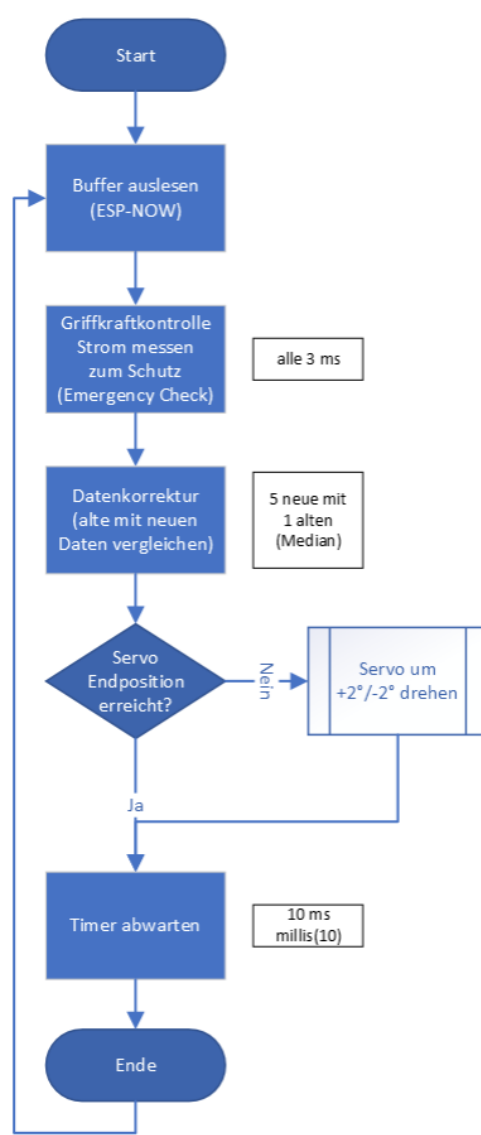 Start
Buffer auslesen
(ESP-NOW)
Griffkraftkontrolle
Strom messen
zum Schutz
(Emergency Check)
alle 3 ms
Datenkorrektur
(alte mit neuen
Daten vergleichen)
5 neue mit
1 alten
(Median)
Servo
Endposition
erreicht?
Nein
Servo um
+2°/-2° drehen
Ja
Timer abwarten
10 ms
millis(10)
Ende